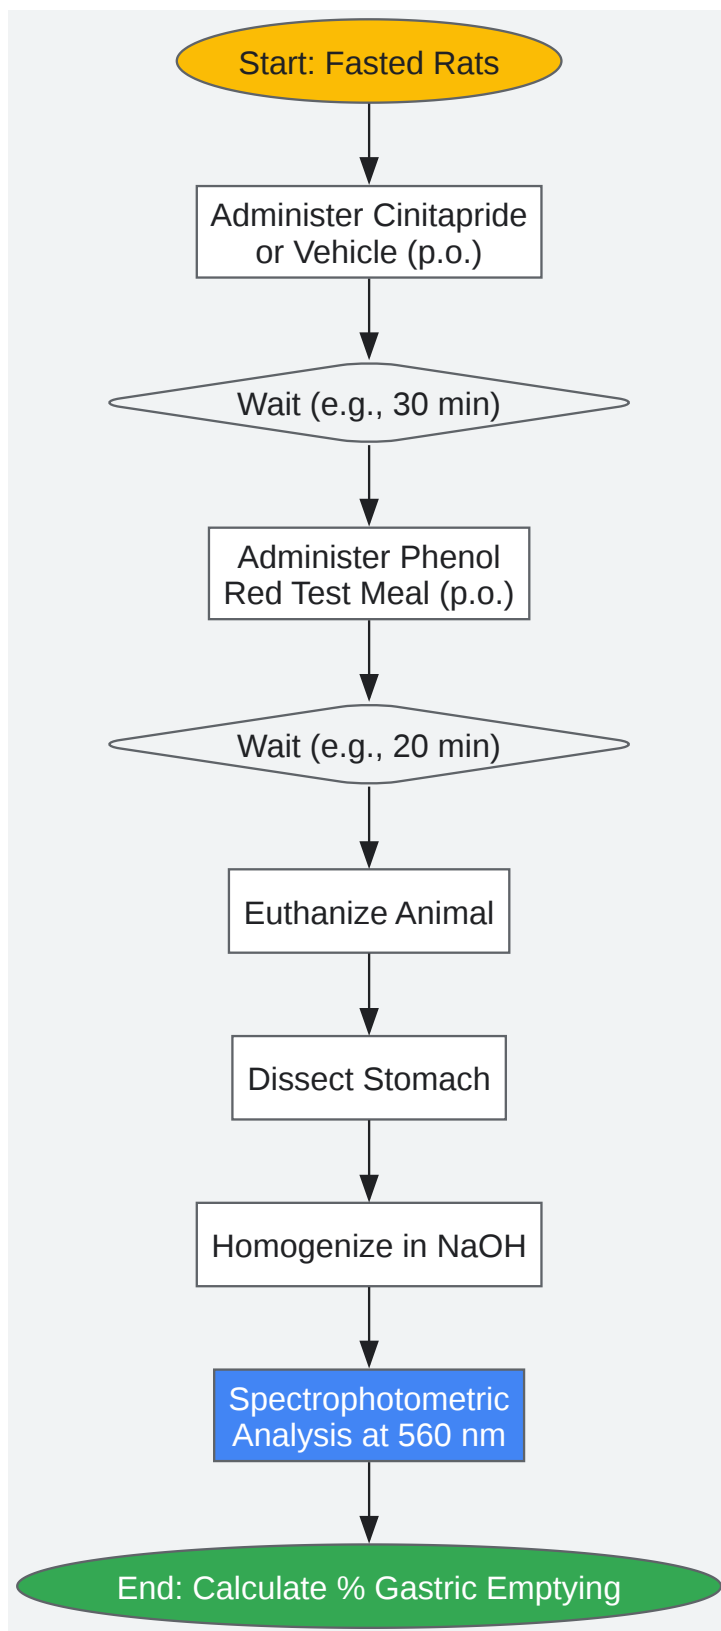 Start: Fasted Rats
Administer Cinitapride
or Vehicle (p.o.)
Wait (e.g., 30 min)
Administer Phenol
Red Test Meal (p.o.)
Wait (e.g., 20 min)
Euthanize Animal
Dissect Stomach
Homogenize in NaOH
Spectrophotometric
Analysis at 560 nm
End: Calculate % Gastric Emptying